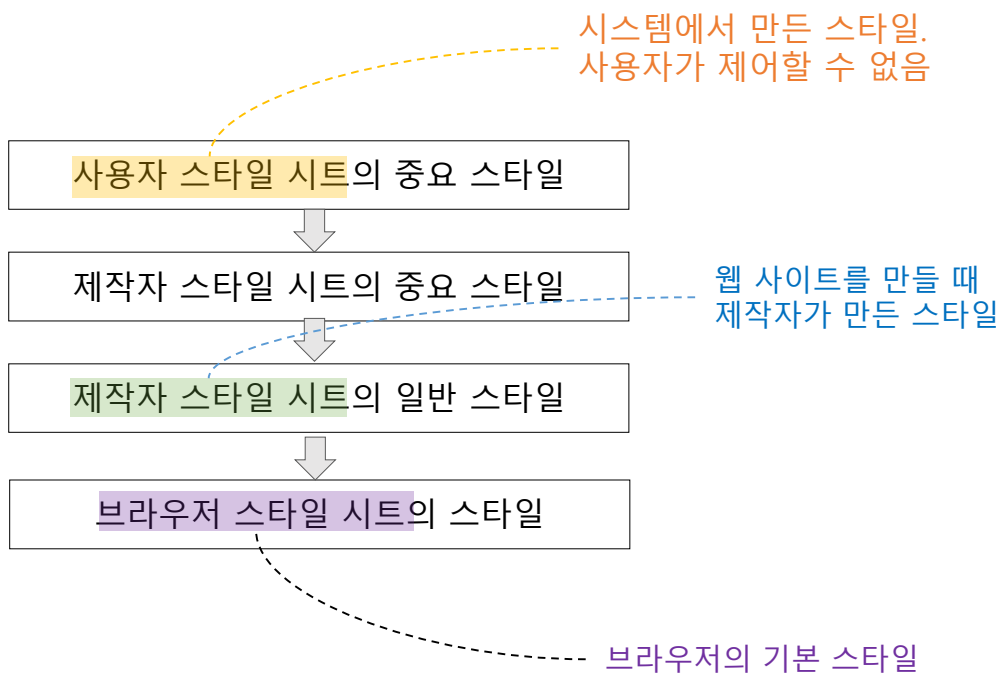 시스템에서 만든 스타일.
사용자가 제어할 수 없음
사용자 스타일 시트의 중요 스타일
제작자 스타일 시트의 중요 스타일
웹 사이트를 만들 때
제작자가 만든 스타일
제작자 스타일 시트의 일반 스타일
브라우저 스타일 시트의 스타일
브라우저의 기본 스타일